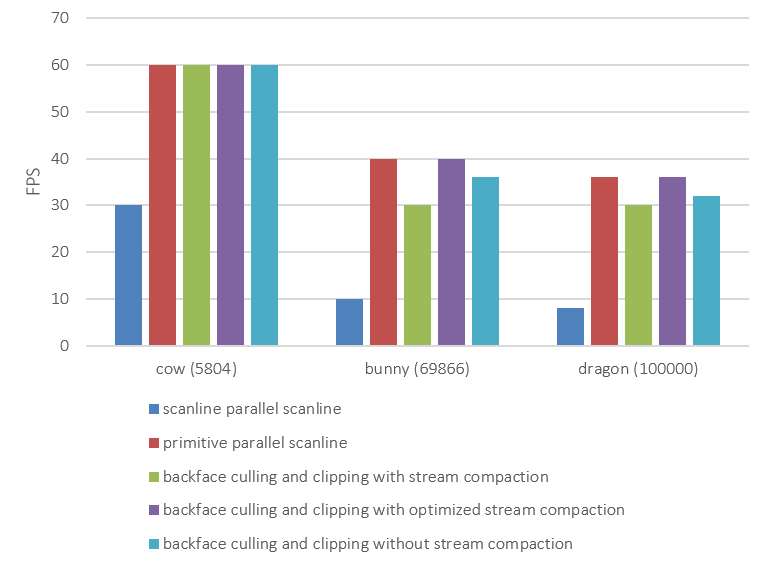 70
60
50
40
30
20
10
0
FPS
cow (5804)
bunny (69866)
dragon (100000)
scanline parallel scanline
primitive parallel scanline
backface culling and clipping with stream compaction
backface culling and clipping with optimized stream compaction
backface culling and clipping without stream compaction